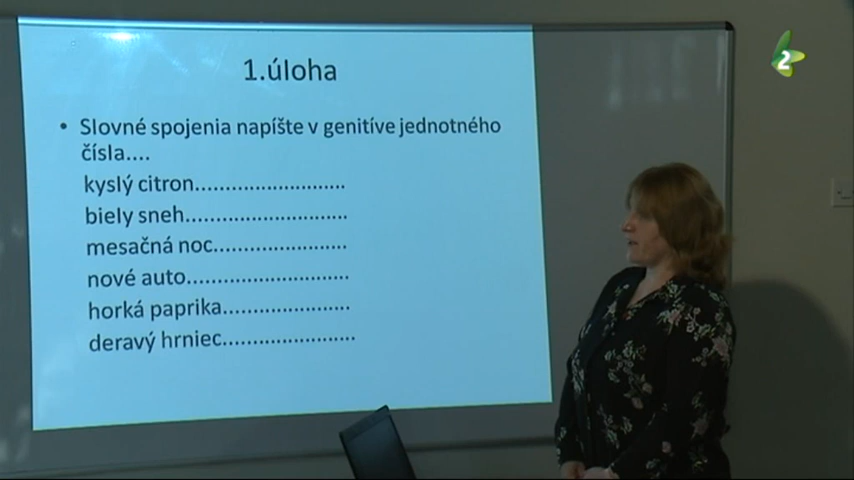 1.úloha
• Slovné spojenia napíšte v genitíve jednotného
čísla....
kyslý citron.........................
biely sneh...........................
mesačná noc......................
nové auto...........................
horká paprika.....................
deravý hrniec......................
2